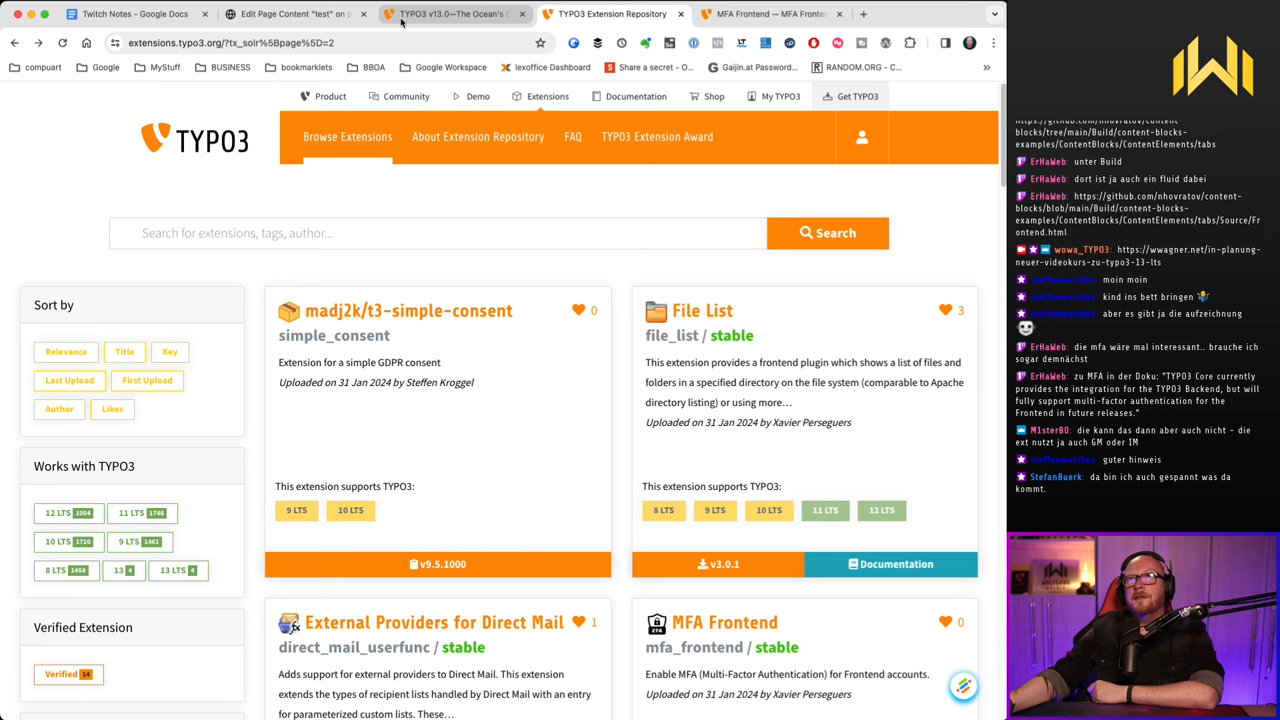 Twitch Notes - Google Docs
Edit Page Content "test" on p
TYPO3 v13.0—The Ocean's C
TYPO3 Extension Repository
MFA Frontend — MFA Fronten
extensions.typo3.org/?tx_solr%5Bpage%5D=2
compuart
Google
MyStuff
BUSINESS
bookmarklets
BBOA
Google Workspace
lexoffice Dashboard
Share a secret - O...
Gaijin.at Password...
RANDOM.ORG - C...
»
Product
Community
Demo
Extensions
Documentation
Shop
My TYPO3
Get TYPO3
TYPO3
Browse Extensions
About Extension Repository
FAQ
TYPO3 Extension Award
Search for extensions, tags, author...
Search
Sort by
Relevance
Title
Key
Last Upload
First Upload
Author
Likes
Works with TYPO3
12 LTS 1004
11 LTS 1746
10 LTS 1720
9 LTS 1461
8 LTS 1458
13 4
13 LTS 4
Verified Extension
Verified 14
madj2k/t3-simple-consent
0
simple_consent
Extension for a simple GDPR consent
Uploaded on 31 Jan 2024 by Steffen Kroggel
This extension supports TYPO3:
9 LTS
10 LTS
v9.5.1000
File List
3
file_list / stable
This extension provides a frontend plugin which shows a list of files and
folders in a specified directory on the file system (comparable to Apache
directory listing) or using more…
Uploaded on 31 Jan 2024 by Xavier Perseguers
This extension supports TYPO3:
8 LTS
9 LTS
10 LTS
11 LTS
12 LTS
v3.0.1
Documentation
External Providers for Direct Mail
1
direct_mail_userfunc / stable
Adds support for external providers to Direct Mail. This extension
extends the types of recipient lists handled by Direct Mail with an entry
for parameterized custom lists. These…
MFA Frontend
0
mfa_frontend / stable
Enable MFA (Multi-Factor Authentication) for Frontend accounts.
Uploaded on 31 Jan 2024 by Xavier Perseguers
https://github.com/nhovratov/content-
blocks/tree/main/Build/content-blocks-
examples/ContentBlocks/ContentElements/tabs
ErHaWeb: unter Build
ErHaWeb: dort ist ja auch ein fluid dabei
ErHaWeb: https://github.com/nhovratov/content-
blocks/blob/main/Build/content-blocks-
examples/ContentBlocks/ContentElements/tabs/Source/Fr
ontend.html
wowa_TYPO3: https://wwagner.net/in-planung-
neuer-videokurs-zu-typo3-13-lts
moin moin
kind ins bett bringen
aber es gibt ja die aufzeichnung
ErHaWeb: die mfa wäre mal interessant.. brauche ich
sogar demnächst
ErHaWeb: zu MFA in der Doku: "TYPO3 Core currently
provides the integration for the TYPO3 Backend, but will
fully support multi-factor authentication for the
Frontend in future releases."
M1sterBO: die kann das dann aber auch nicht - die
ext nutzt ja auch GM oder IM
guter hinweis
StefanBuerk: da bin ich auch gespannt was da
kommt.